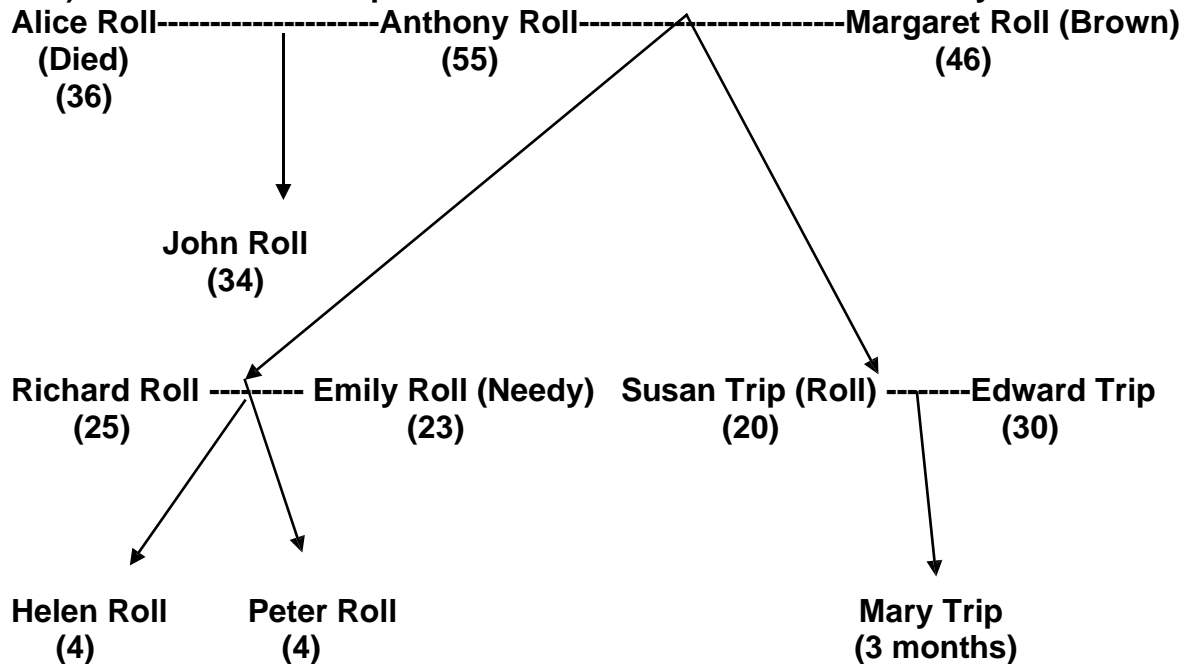 Alice Roll----------------------Anthony Roll--------------------------Margaret Roll (Brown)
(Died) (55) (46)
(36)
John Roll
(34)
Richard Roll --------- Emily Roll (Needy) Susan Trip (Roll) --------Edward Trip
(25) (23) (20) (30)
Helen Roll Peter Roll Mary Trip
(4) (4) (3 months)